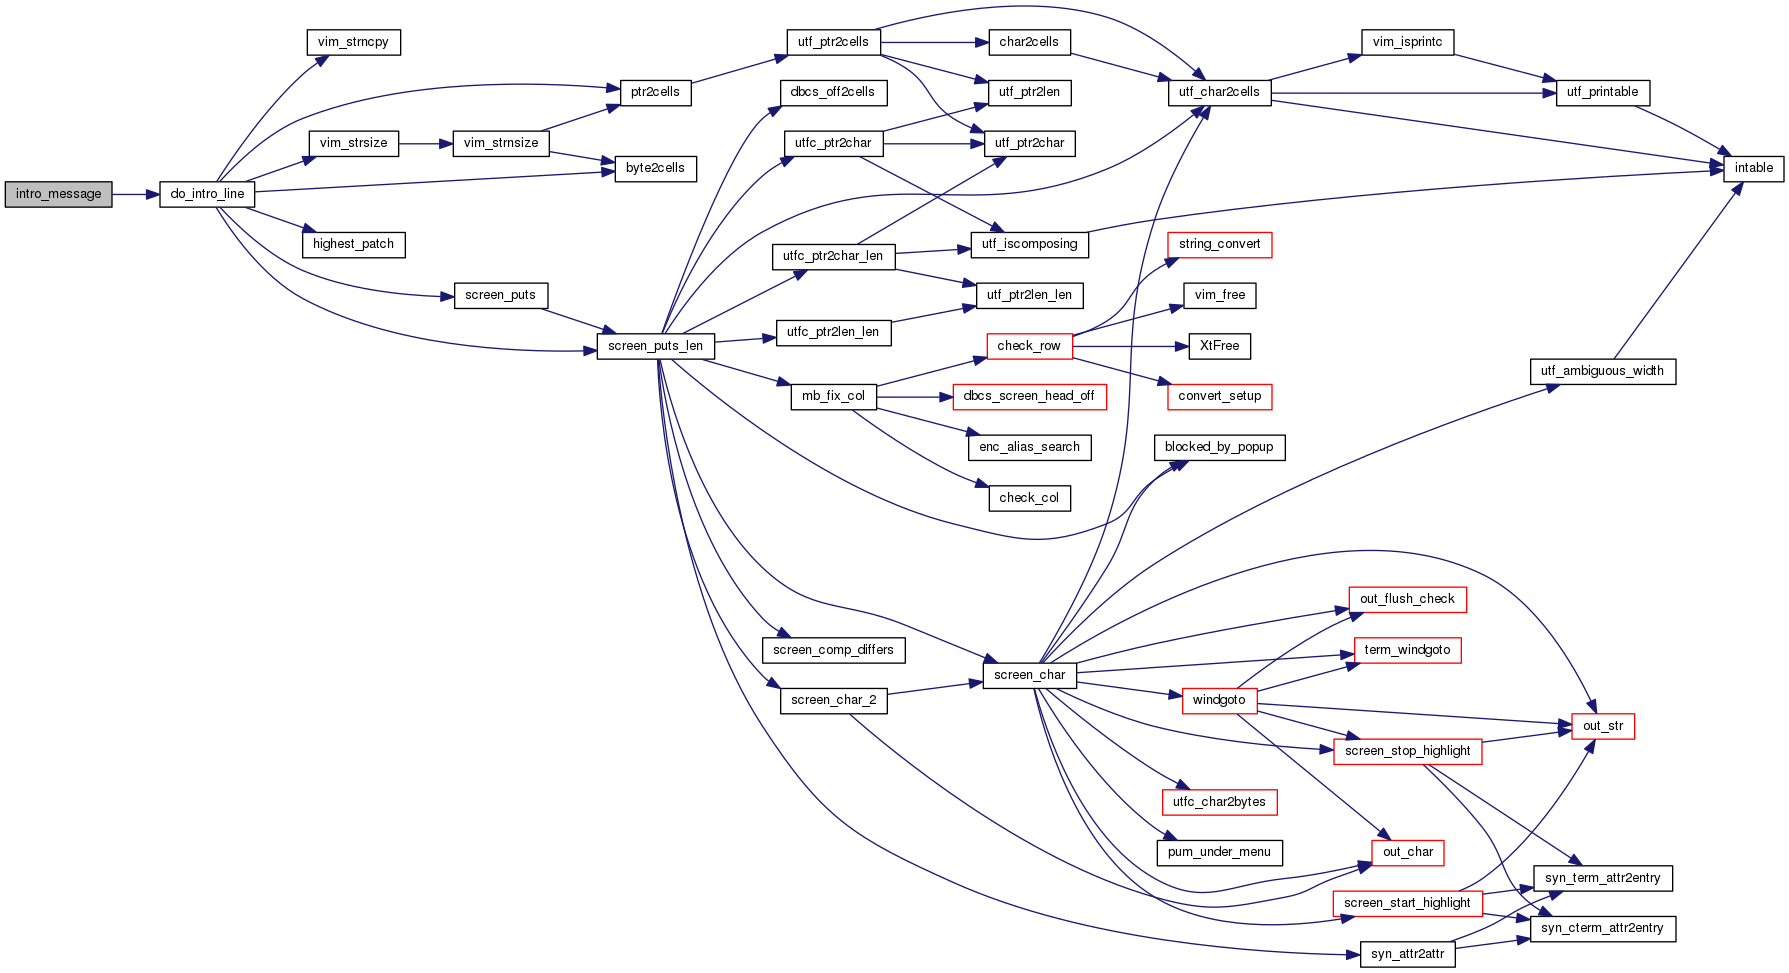 intro_message
do_intro_line
vim_strncpy
vim_strsize
highest_patch
vim_strnsize
screen_puts
ptr2cells
byte2cells
screen_puts_len
utf_ptr2cells
dbcs_off2cells
utfc_ptr2char
utfc_ptr2char_len
utfc_ptr2len_len
mb_fix_col
screen_comp_differs
screen_char_2
char2cells
utf_ptr2len
utf_ptr2char
utf_iscomposing
utf_ptr2len_len
check_row
dbcs_screen_head_off
enc_alias_search
check_col
screen_char
utf_char2cells
string_convert
vim_free
XtFree
convert_setup
blocked_by_popup
windgoto
utfc_char2bytes
pum_under_menu
vim_isprintc
out_flush_check
term_windgoto
screen_stop_highlight
out_char
screen_start_highlight
syn_attr2attr
utf_printable
utf_ambiguous_width
out_str
syn_term_attr2entry
syn_cterm_attr2entry
intable